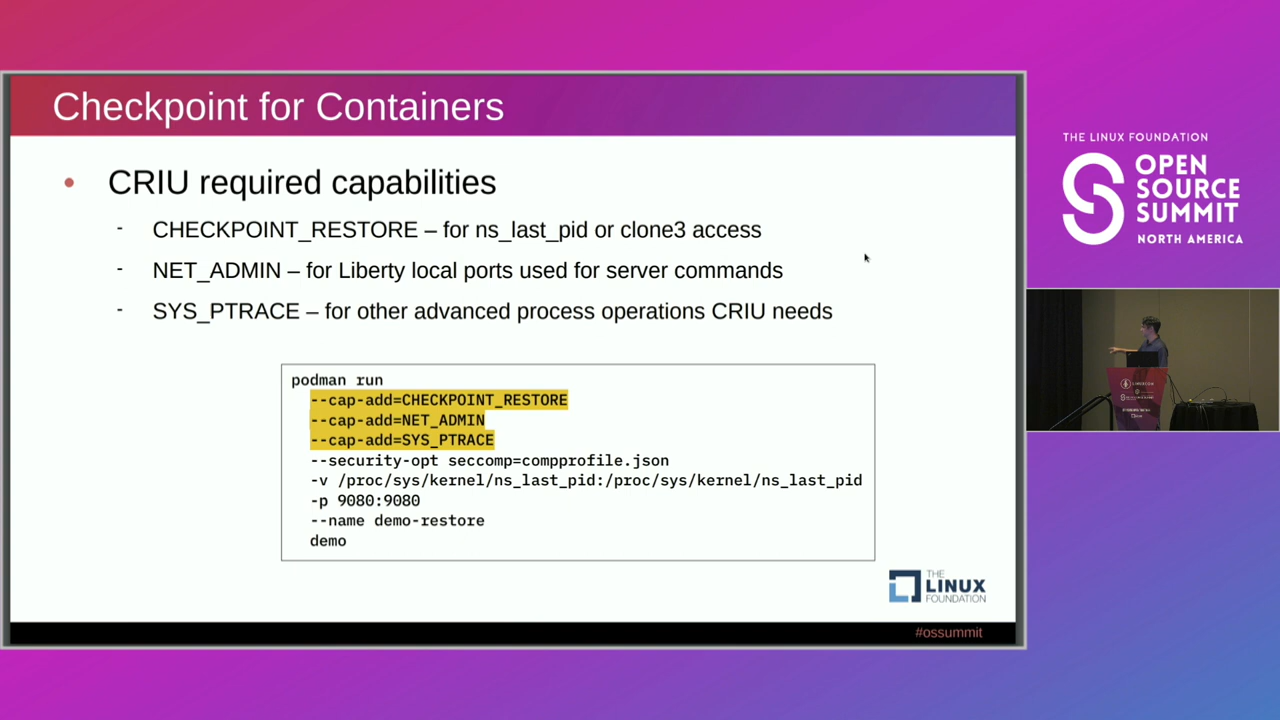 Checkpoint for Containers
• CRIU required capabilities
- CHECKPOINT_RESTORE – for ns_last_pid or clone3 access
- NET_ADMIN – for Liberty local ports used for server commands
- SYS_PTRACE – for other advanced process operations CRIU needs
podman run
--cap-add=CHECKPOINT_RESTORE
--cap-add=NET_ADMIN
--cap-add=SYS_PTRACE
--security-opt seccomp=compprofile.json
-v /proc/sys/kernel/ns_last_pid:/proc/sys/kernel/ns_last_pid
-p 9080:9080
--name demo-restore
demo
THE
LINUX
FOUNDATION
#ossummit
THE LINUX FOUNDATION
OPEN
SOURCE
SUMMIT
NORTH AMERICA